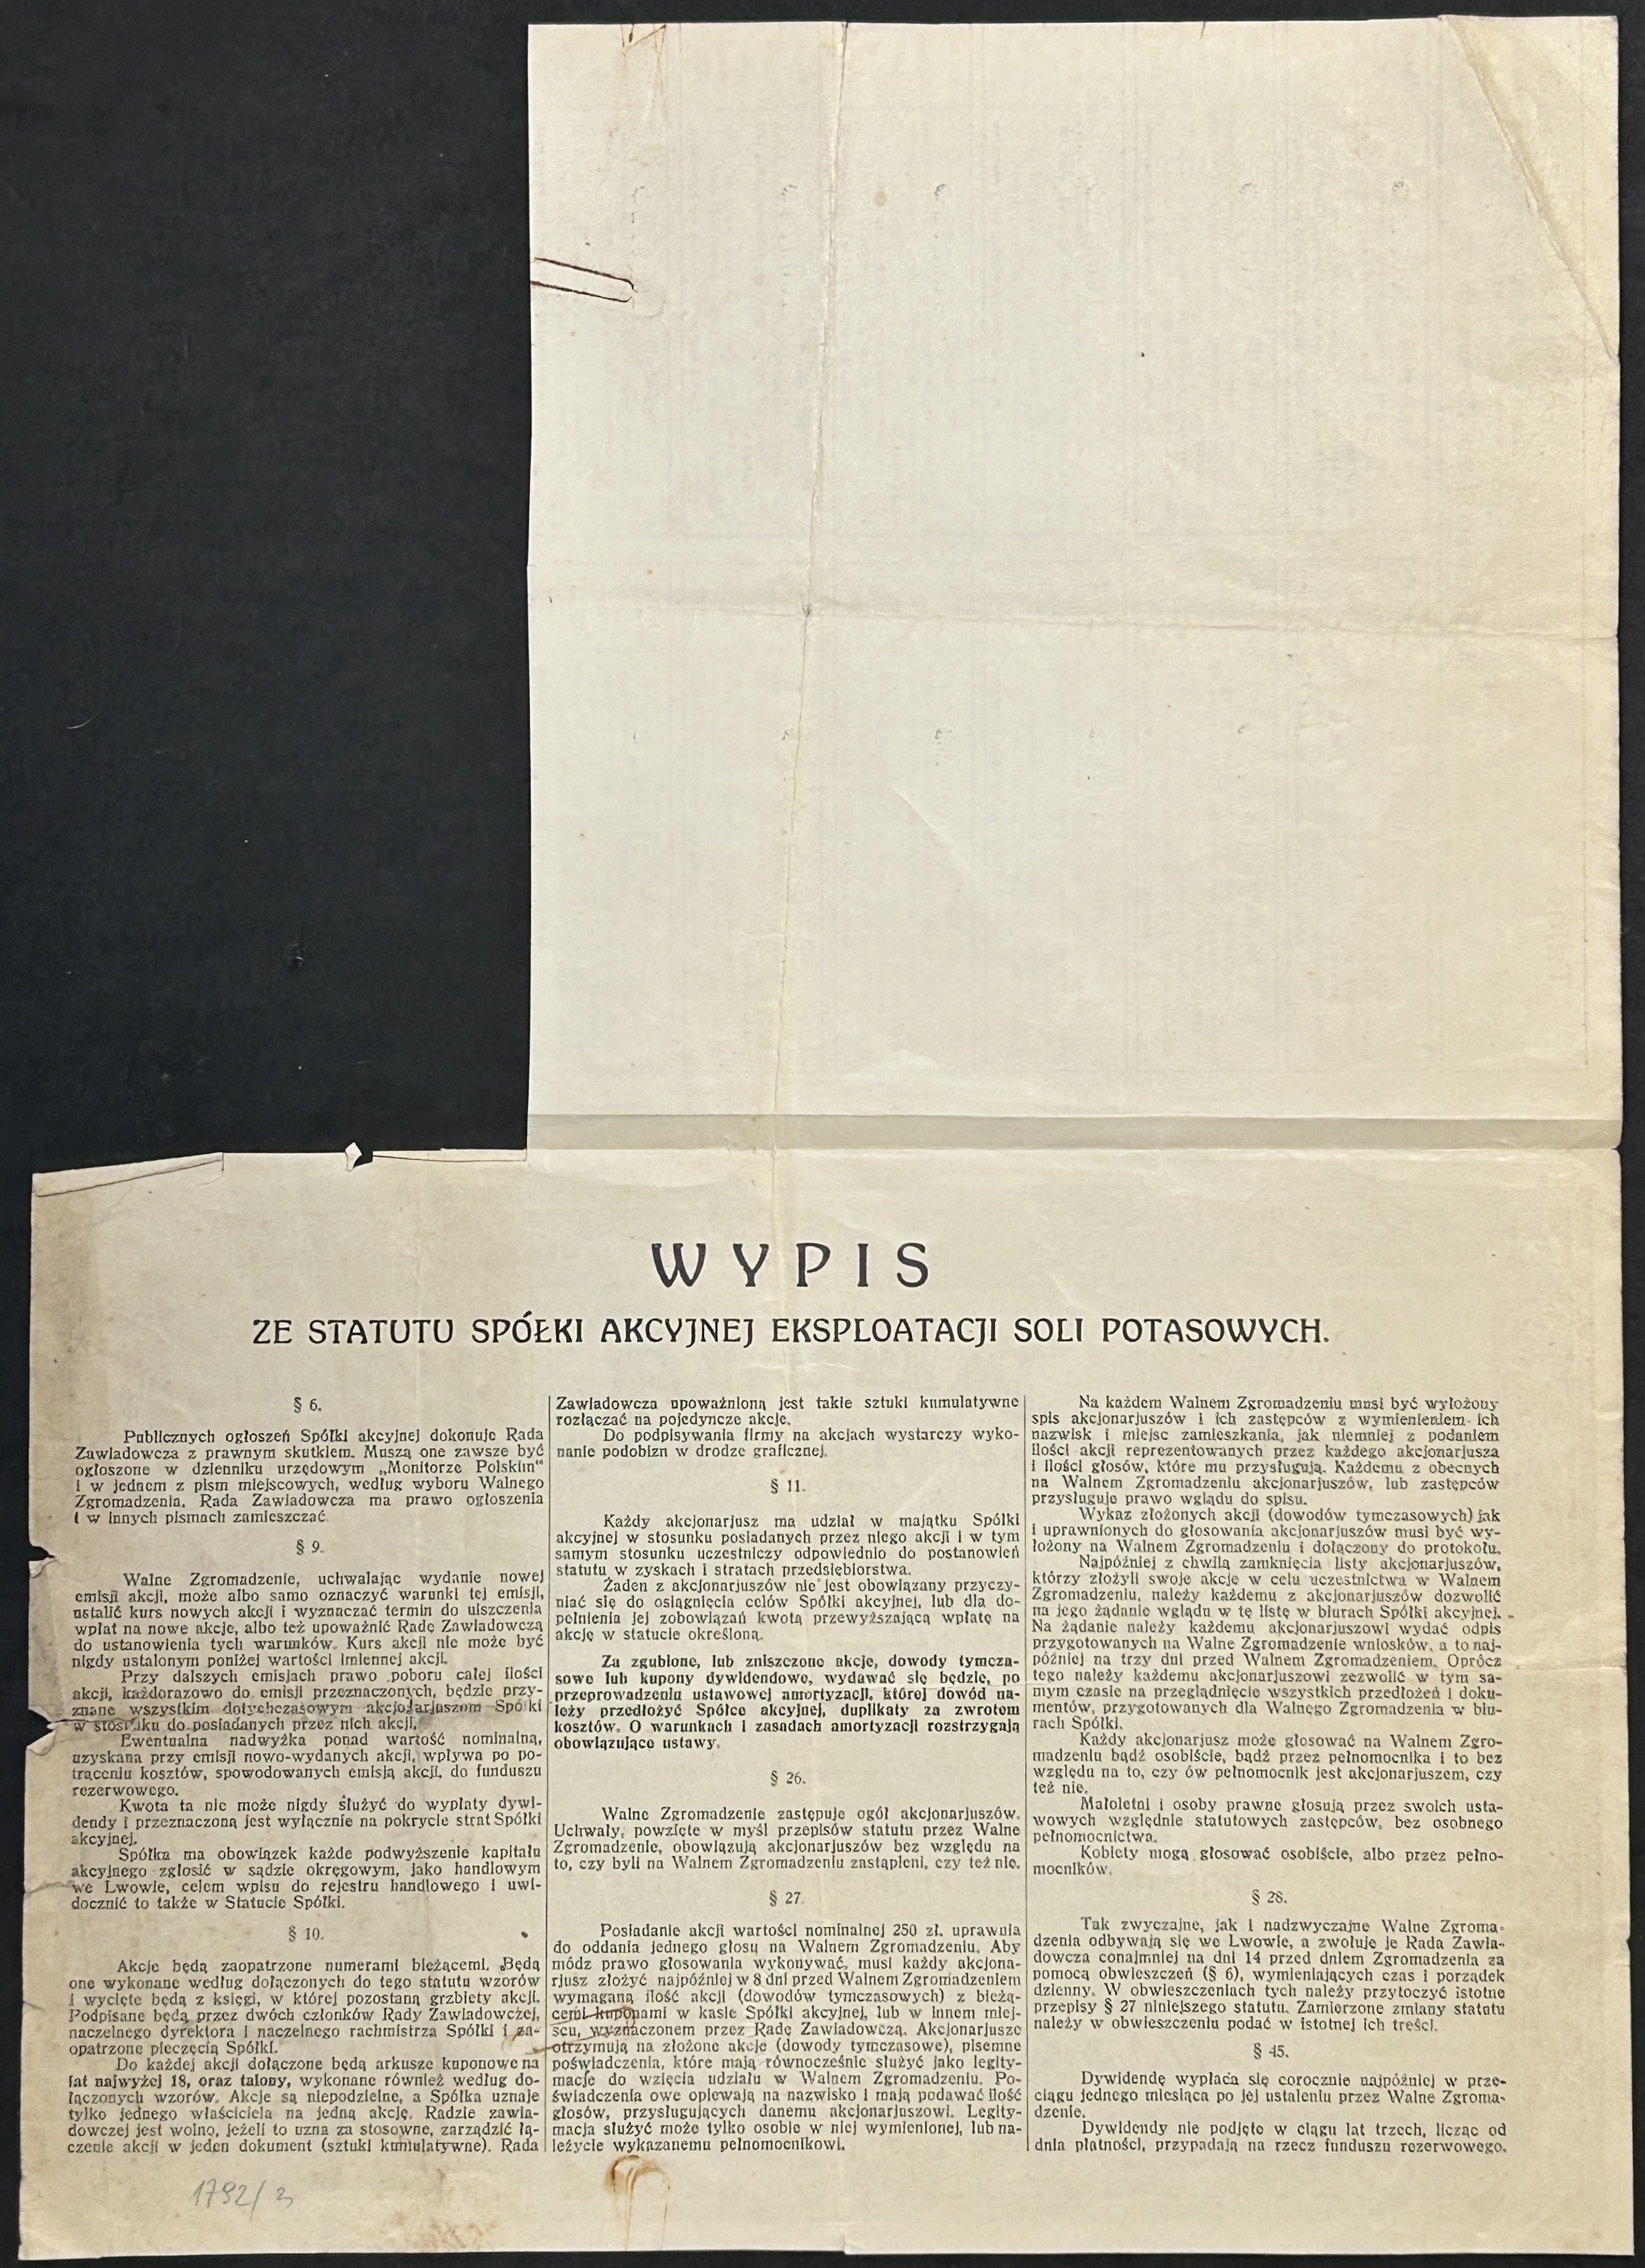 WYPIS
ZE STATUTU SPÓŁKI AKCYJNEJ EKSPLOATACJI SOLI POTASOWYCH.
§ 6.
Publicznych ogłoszeń Spółki akcyjnej dokonuje Rada
Zawiadowcza z prawnym skutkiem. Muszą one zawsze być
ogłoszone w dzienniku urzędowym „Monitorze Polskim“
i w jednem z pism miejscowych, według wyboru Walnego
Zgromadzenia. Rada Zawiadowcza ma prawo ogłoszenia
i w innych pismach zamieszczać.
§ 9.
Walne Zgromadzenie, uchwalając wydanie nowej
emisji akcji, może albo samo oznaczyć warunki tej emisji,
ustalić kurs nowych akcji i wyznaczać termin do uiszczenia
wpłat na nowe akcje, albo też upoważnić Radę Zawiadowczą
do ustanowienia tych warunków. Kurs akcji nie może być
nigdy ustalonym poniżej wartości imiennej akcji.
Przy dalszych emisjach prawo poboru całej ilości
akcji, każdorazowo do emisji przeznaczonych, będzie przy-
znane wszystkim dotychczasowym akcjonarjuszom Spółki
w stosunku do posiadanych przez nich akcji.
Ewentualna nadwyżka ponad wartość nominalną,
uzyskana przy emisji nowo-wydanych akcji, wpływa po po-
trąceniu kosztów, spowodowanych emisją akcji, do funduszu
rezerwowego.
Kwota ta nie może nigdy służyć do wypłaty dywi-
dendy i przeznaczoną jest wyłącznie na pokrycie strat Spółki
akcyjnej.
Spółka ma obowiązek każde podwyższenie kapitału
akcyjnego zgłosić w sądzie okręgowym, jako handlowym
we Lwowie, celem wpisu do rejestru handlowego i uwi-
docznić to także w Statucie Spółki.
§ 10.
Akcje będą zaopatrzone numerami bieżącemi. Będą
one wykonane według dołączonych do tego statutu wzorów
i wycięte będą z księgi, w której pozostaną grzbiety akcji.
Podpisane będą przez dwóch członków Rady Zawiadowczej,
naczelnego dyrektora i naczelnego rachmistrza Spółki i za-
opatrzone pieczęcią Spółki.
Do każdej akcji dołączone będą arkusze kuponowe na
lat najwyżej 18, oraz talony, wykonane również według do-
łączonych wzorów. Akcje są niepodzielne, a Spółka uznaje
tylko jednego właściciela na jedną akcję. Radzie zawia-
dowczej jest wolno, jeżeli to uzna za stosowne, zarządzić łą-
czenie akcji w jeden dokument (sztuki kumulatywne). Rada
Zawiadowcza upoważnioną jest takie sztuki kumulatywne
rozłączać na pojedyncze akcje.
Do podpisywania firmy na akcjach wystarczy wyko-
nanie podobizn w drodze graficznej.
§ 11.
Każdy akcjonarjusz ma udział w majątku Spółki
akcyjnej w stosunku posiadanych przez niego akcji i w tym
samym stosunku uczestniczy odpowiednio do postanowień
statutu w zyskach i stratach przedsiębiorstwa.
Żaden z akcjonarjuszów nie jest obowiązany przyczy-
niać się do osiągnięcia celów Spółki akcyjnej, lub dla do-
pełnienia jej zobowiązań kwotą przewyższającą wpłatę na
akcję w statucie określoną.
Za zgubione, lub zniszczone akcje, dowody tymcza-
sowe lub kupony dywidendowe, wydawać się będzie, po
przeprowadzeniu ustawowej amortyzacji, której dowód na-
leży przedłożyć Spółce akcyjnej, duplikaty za zwrotem
kosztów. O warunkach i zasadach amortyzacji rozstrzygają
obowiązujące ustawy.
§ 26.
Walne Zgromadzenie zastępuje ogół akcjonarjuszów.
Uchwały, powzięte w myśl przepisów statutu przez Walne
Zgromadzenie, obowiązują akcjonarjuszów bez względu na
to, czy byli na Walnem Zgromadzeniu zastąpieni, czy też nie.
§ 27
Posiadanie akcji wartości nominalnej 250 zł. uprawnia
do oddania jednego głosu na Walnem Zgromadzeniu. Aby
módz prawo głosowania wykonywać, musi każdy akcjona-
rjusz złożyć najpóźniej w 8 dni przed Walnem Zgromadzeniem
wymaganą ilość akcji (dowodów tymczasowych) z bieżą-
cemi kuponami w kasie Spółki akcyjnej, lub w innem miej-
scu, wyznaczonem przez Radę Zawiadowczą. Akcjonarjusze
otrzymują na złożone akcje (dowody tymczasowe), pisemne
poświadczenia, które mają równocześnie służyć jako legity-
macje do wzięcia udziału w Walnem Zgromadzeniu. Po-
świadczenia owe opiewają na nazwisko i mają podawać ilość
głosów, przysługujących danemu akcjonarjuszowi. Legity-
macja służyć może tylko osobie w niej wymienionej, lub na-
leżycie wykazanemu pełnomocnikowi.
Na każdem Walnem Zgromadzeniu musi być wyłożony
spis akcjonarjuszów i ich zastępców z wymienieniem ich
nazwisk i miejsc zamieszkania, jak niemniej z podaniem
ilości akcji reprezentowanych przez każdego akcjonarjusza
i ilości głosów, które mu przysługują. Każdemu z obecnych
na Walnem Zgromadzeniu akcjonarjuszów, lub zastępców
przysługuje prawo wglądu do spisu.
Wykaz złożonych akcji (dowodów tymczasowych) jak
i uprawnionych do głosowania akcjonarjuszów musi być wy-
łożony na Walnem Zgromadzeniu i dołączony do protokołu.
Najpóźniej z chwilą zamknięcia listy akcjonarjuszów,
którzy złożyli swoje akcje w celu uczestnictwa w Walnem
Zgromadzeniu, należy każdemu z akcjonarjuszów dozwolić
na jego żądanie wglądu w tę listę w biurach Spółki akcyjnej.
Na żądanie należy każdemu akcjonarjuszowi wydać odpis
przygotowanych na Walne Zgromadzenie wniosków, a to naj-
później na trzy dni przed Walnem Zgromadzeniem. Oprócz
tego należy każdemu akcjonarjuszowi zezwolić w tym sa-
mym czasie na przeglądnięcie wszystkich przedłożeń i doku-
mentów, przygotowanych dla Walnego Zgromadzenia w biu-
rach Spółki.
Każdy akcjonarjusz może głosować na Walnem Zgro-
madzeniu bądź osobiście, bądź przez pełnomocnika i to bez
względu na to, czy ów pełnomocnik jest akcjonarjuszem, czy
też nie.
Małoletni i osoby prawne głosują przez swoich usta-
wowych względnie statutowych zastępców, bez osobnego
pełnomocnictwa.
Kobiety mogą głosować osobiście, albo przez pełno-
mocników.
§ 28.
Tak zwyczajne, jak i nadzwyczajne Walne Zgroma-
dzenia odbywają się we Lwowie, a zwołuje je Rada Zawia-
dowcza conajmniej na dni 14 przed dniem Zgromadzenia za
pomocą obwieszczeń (§ 6), wymieniających czas i porządek
dzienny. W obwieszczeniach tych należy przytoczyć istotne
przepisy § 27 niniejszego statutu. Zamierzone zmiany statutu
należy w obwieszczeniu podać w istotnej ich treści.
§ 45.
Dywidendę wypłaca się corocznie najpóźniej w prze-
ciągu jednego miesiąca po jej ustaleniu przez Walne Zgroma-
dzenie.
Dywidendy nie podjęte w ciągu lat trzech, licząc od
dnia płatności, przypadają na rzecz funduszu rezerwowego.